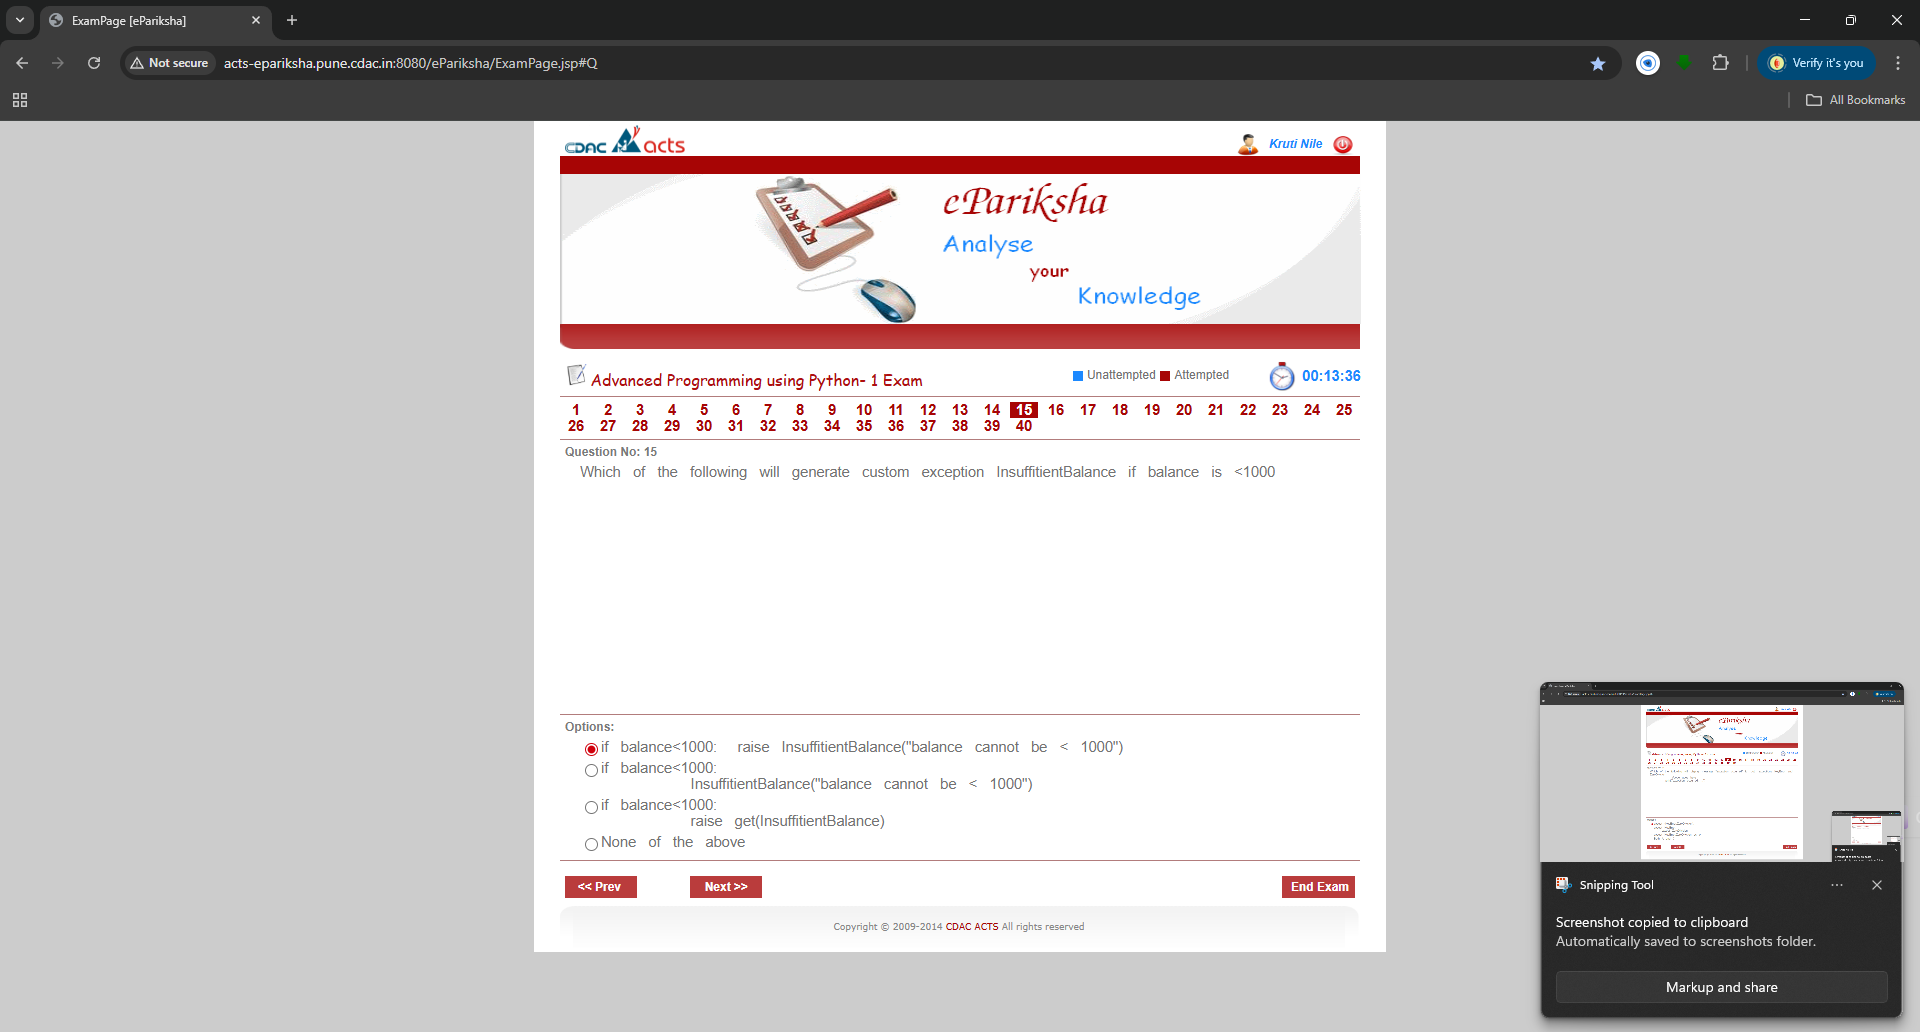 ExamPage [ePariksha]
Not secure
acts-epariksha.pune.cdac.in:8080/ePariksha/ExamPage.jsp#Q
Verify it's you
All Bookmarks
CDAC acts
Kruti Nile
ePariksha
Analyse
your
Knowledge
Advanced Programming using Python- 1 Exam
Unattempted Attempted
00:13:36
1 2 3 4 5 6 7 8 9 10 11 12 13 14 15 16 17 18 19 20 21 22 23 24 25
26 27 28 29 30 31 32 33 34 35 36 37 38 39 40
Question No: 15
Which of the following will generate custom exception InsuffitientBalance if balance is <1000
Options:
if balance<1000: raise InsuffitientBalance("balance cannot be < 1000")
if balance<1000:
InsuffitientBalance("balance cannot be < 1000")
if balance<1000:
raise get(InsuffitientBalance)
None of the above
<< Prev
Next >>
End Exam
Copyright © 2009-2014 CDAC ACTS All rights reserved
ePariksha
Knowledge
Snipping Tool
Screenshot copied to clipboard
Automatically saved to screenshots folder.
Markup and share